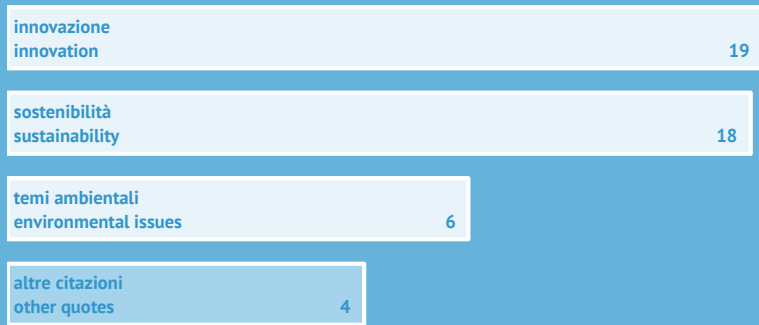 innovazione
innovation 19
sostenibilità
sustainability 18
temi ambientali
environmental issues 6
altre citazioni
other quotes 4